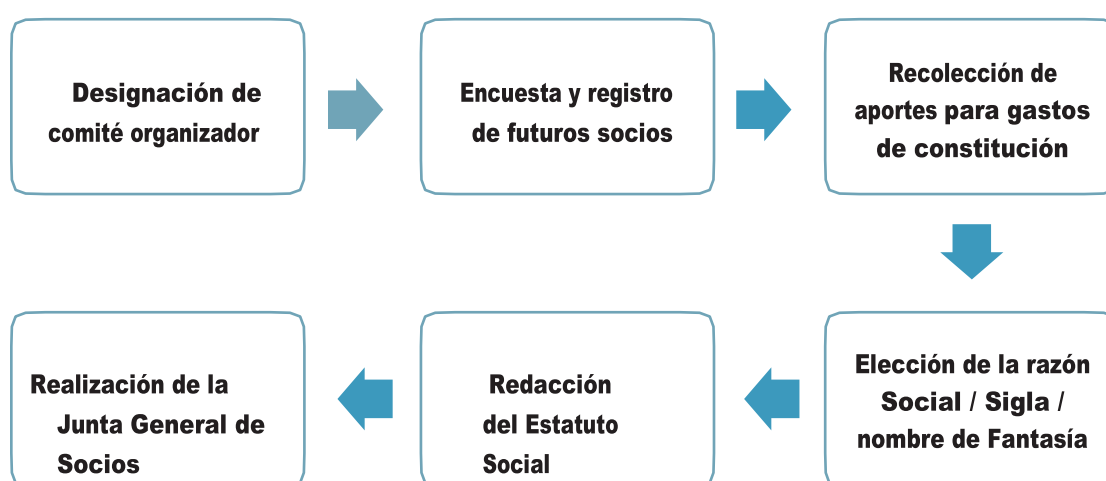 Designación de
comité organizador
Encuesta y registro
de futuros socios
Recolección de
aportes para gastos
de constitución
Elección de la razón
Social / Sigla /
nombre de Fantasía
Redacción
del Estatuto
Social
Realización de la
Junta General de
Socios